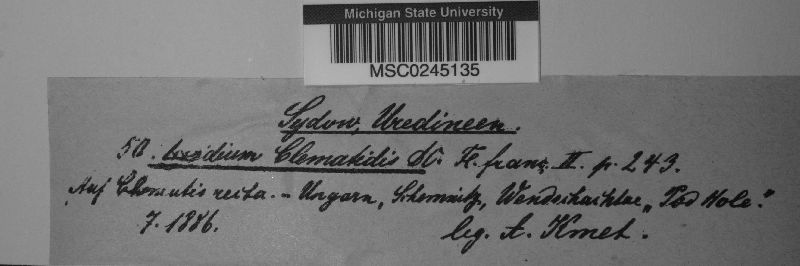 Michigan State University
MSC0245135
Sydow, Uredineen.
50. Aecidium Clematidis DC. Fl. franç. II. p. 243.
Auf Clematis recta. – Ungarn, Schemnitz, "Pod Hole."
7. 1886. leg. A. Kmet.